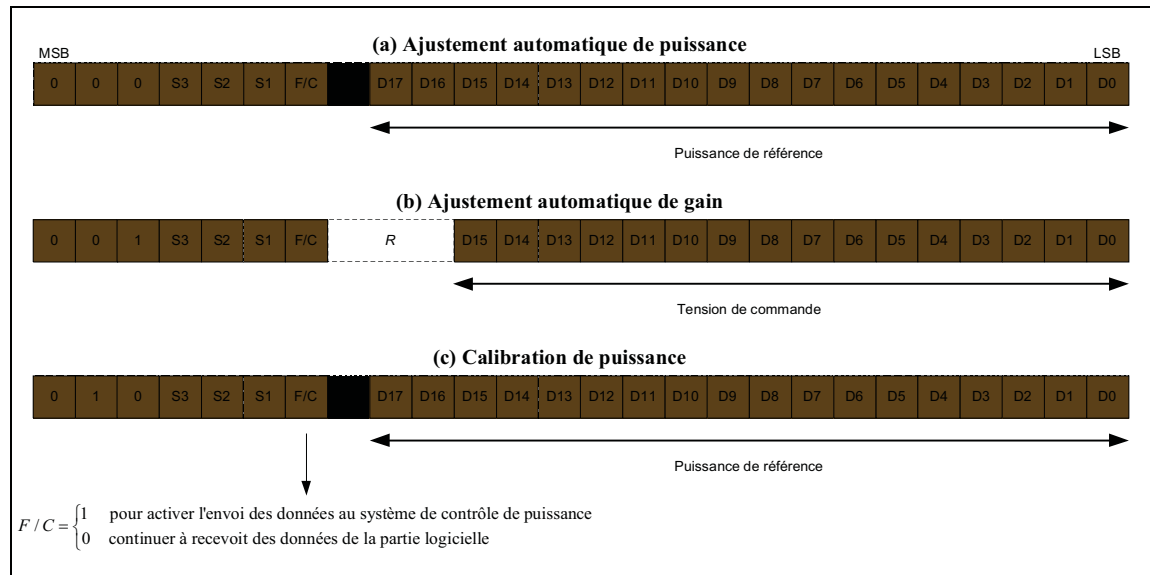 (a) Ajustement automatique de puissance
MSB LSB
0 0 0 S3 S2 S1 F/C D17 D16 D15 D14 D13 D12 D11 D10 D9 D8 D7 D6 D5 D4 D3 D2 D1 D0
Puissance de référence
(b) Ajustement automatique de gain
0 0 1 S3 S2 S1 F/C R D15 D14 D13 D12 D11 D10 D9 D8 D7 D6 D5 D4 D3 D2 D1 D0
Tension de commande
(c) Calibration de puissance
0 1 0 S3 S2 S1 F/C D17 D16 D15 D14 D13 D12 D11 D10 D9 D8 D7 D6 D5 D4 D3 D2 D1 D0
Puissance de référence
F / C = { 1 pour activer l'envoi des données au système de contrôle de puissance
0 continuer à recevoit des données de la partie logicielle